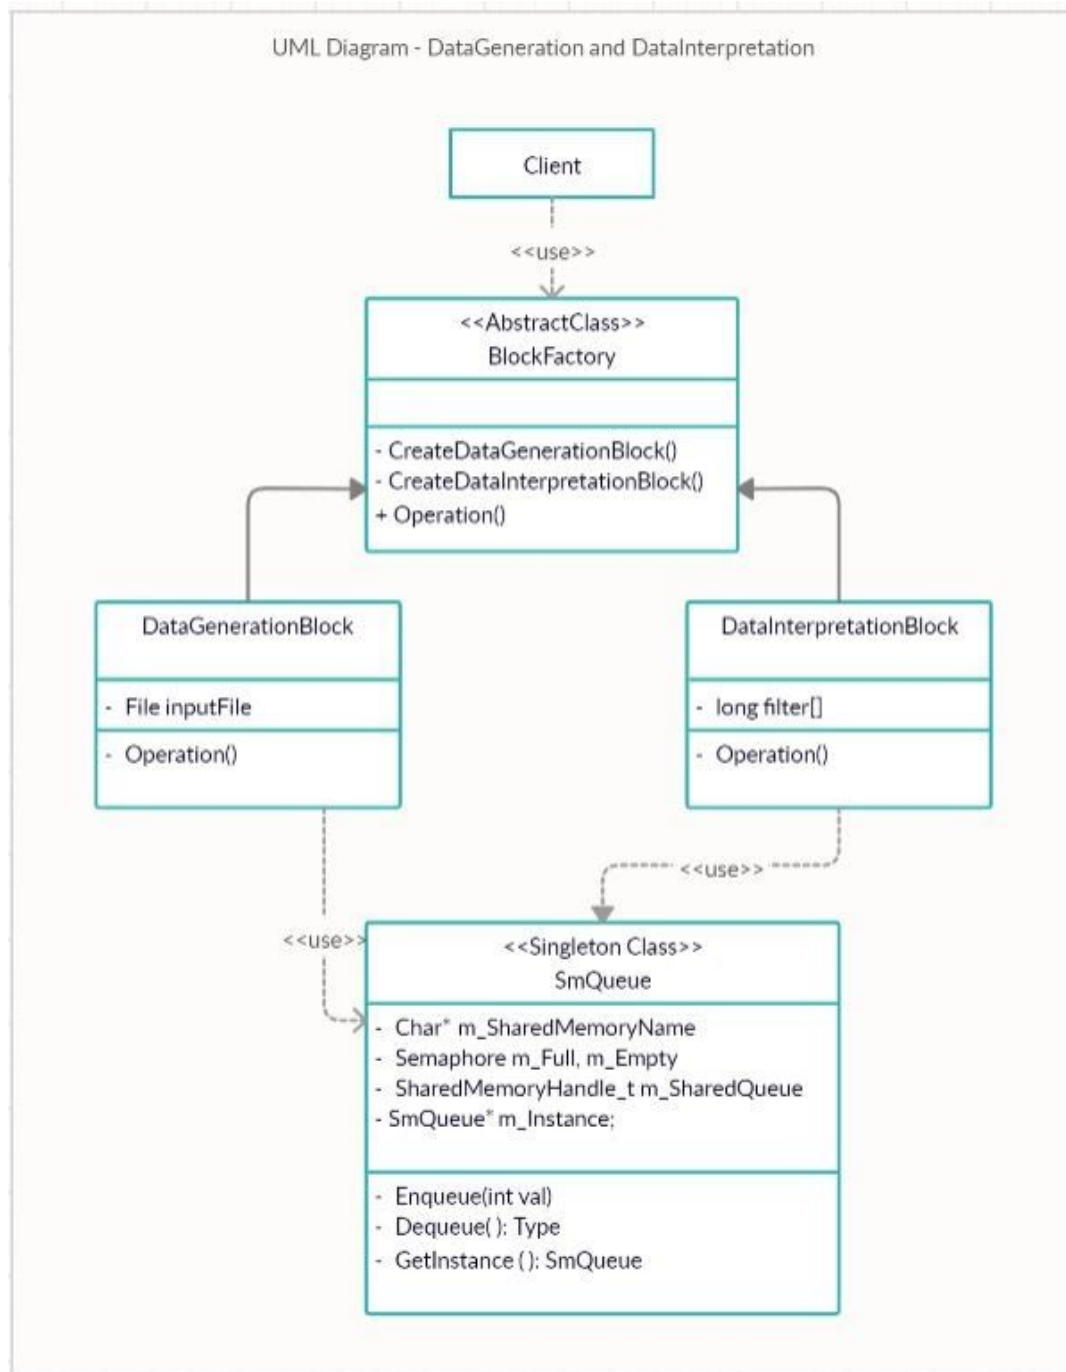 UML Diagram - DataGeneration and DataInterpretation
Client
<<use>>
<<AbstractClass>>
BlockFactory
- CreateDataGenerationBlock()
- CreateDataInterpretationBlock()
+ Operation()
DataGenerationBlock
- File inputFile
- Operation()
DataInterpretationBlock
- long filter[]
- Operation()
<<use>>
<<use>>
<<Singleton Class>>
SmQueue
- Char* m_SharedMemoryName
- Semaphore m_Full, m_Empty
- SharedMemoryHandle_t m_SharedQueue
- SmQueue* m_Instance;
- Enqueue(int val)
- Dequeue( ): Type
- GetInstance ( ): SmQueue